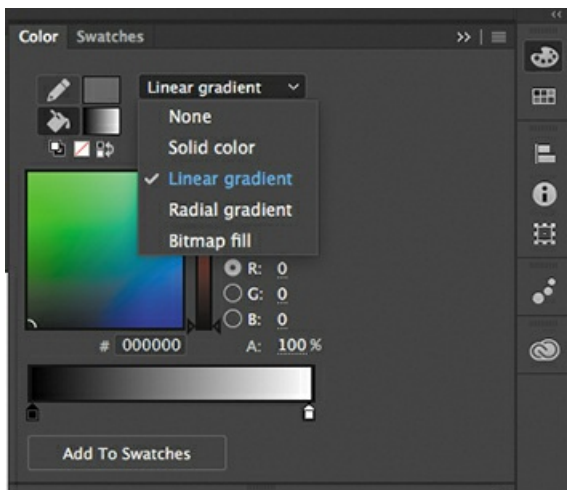 Color Swatches
Linear gradient
None
Solid color
Linear gradient
Radial gradient
Bitmap fill
R: 0
G: 0
B: 0
# 000000 A: 100 %
Add To Swatches